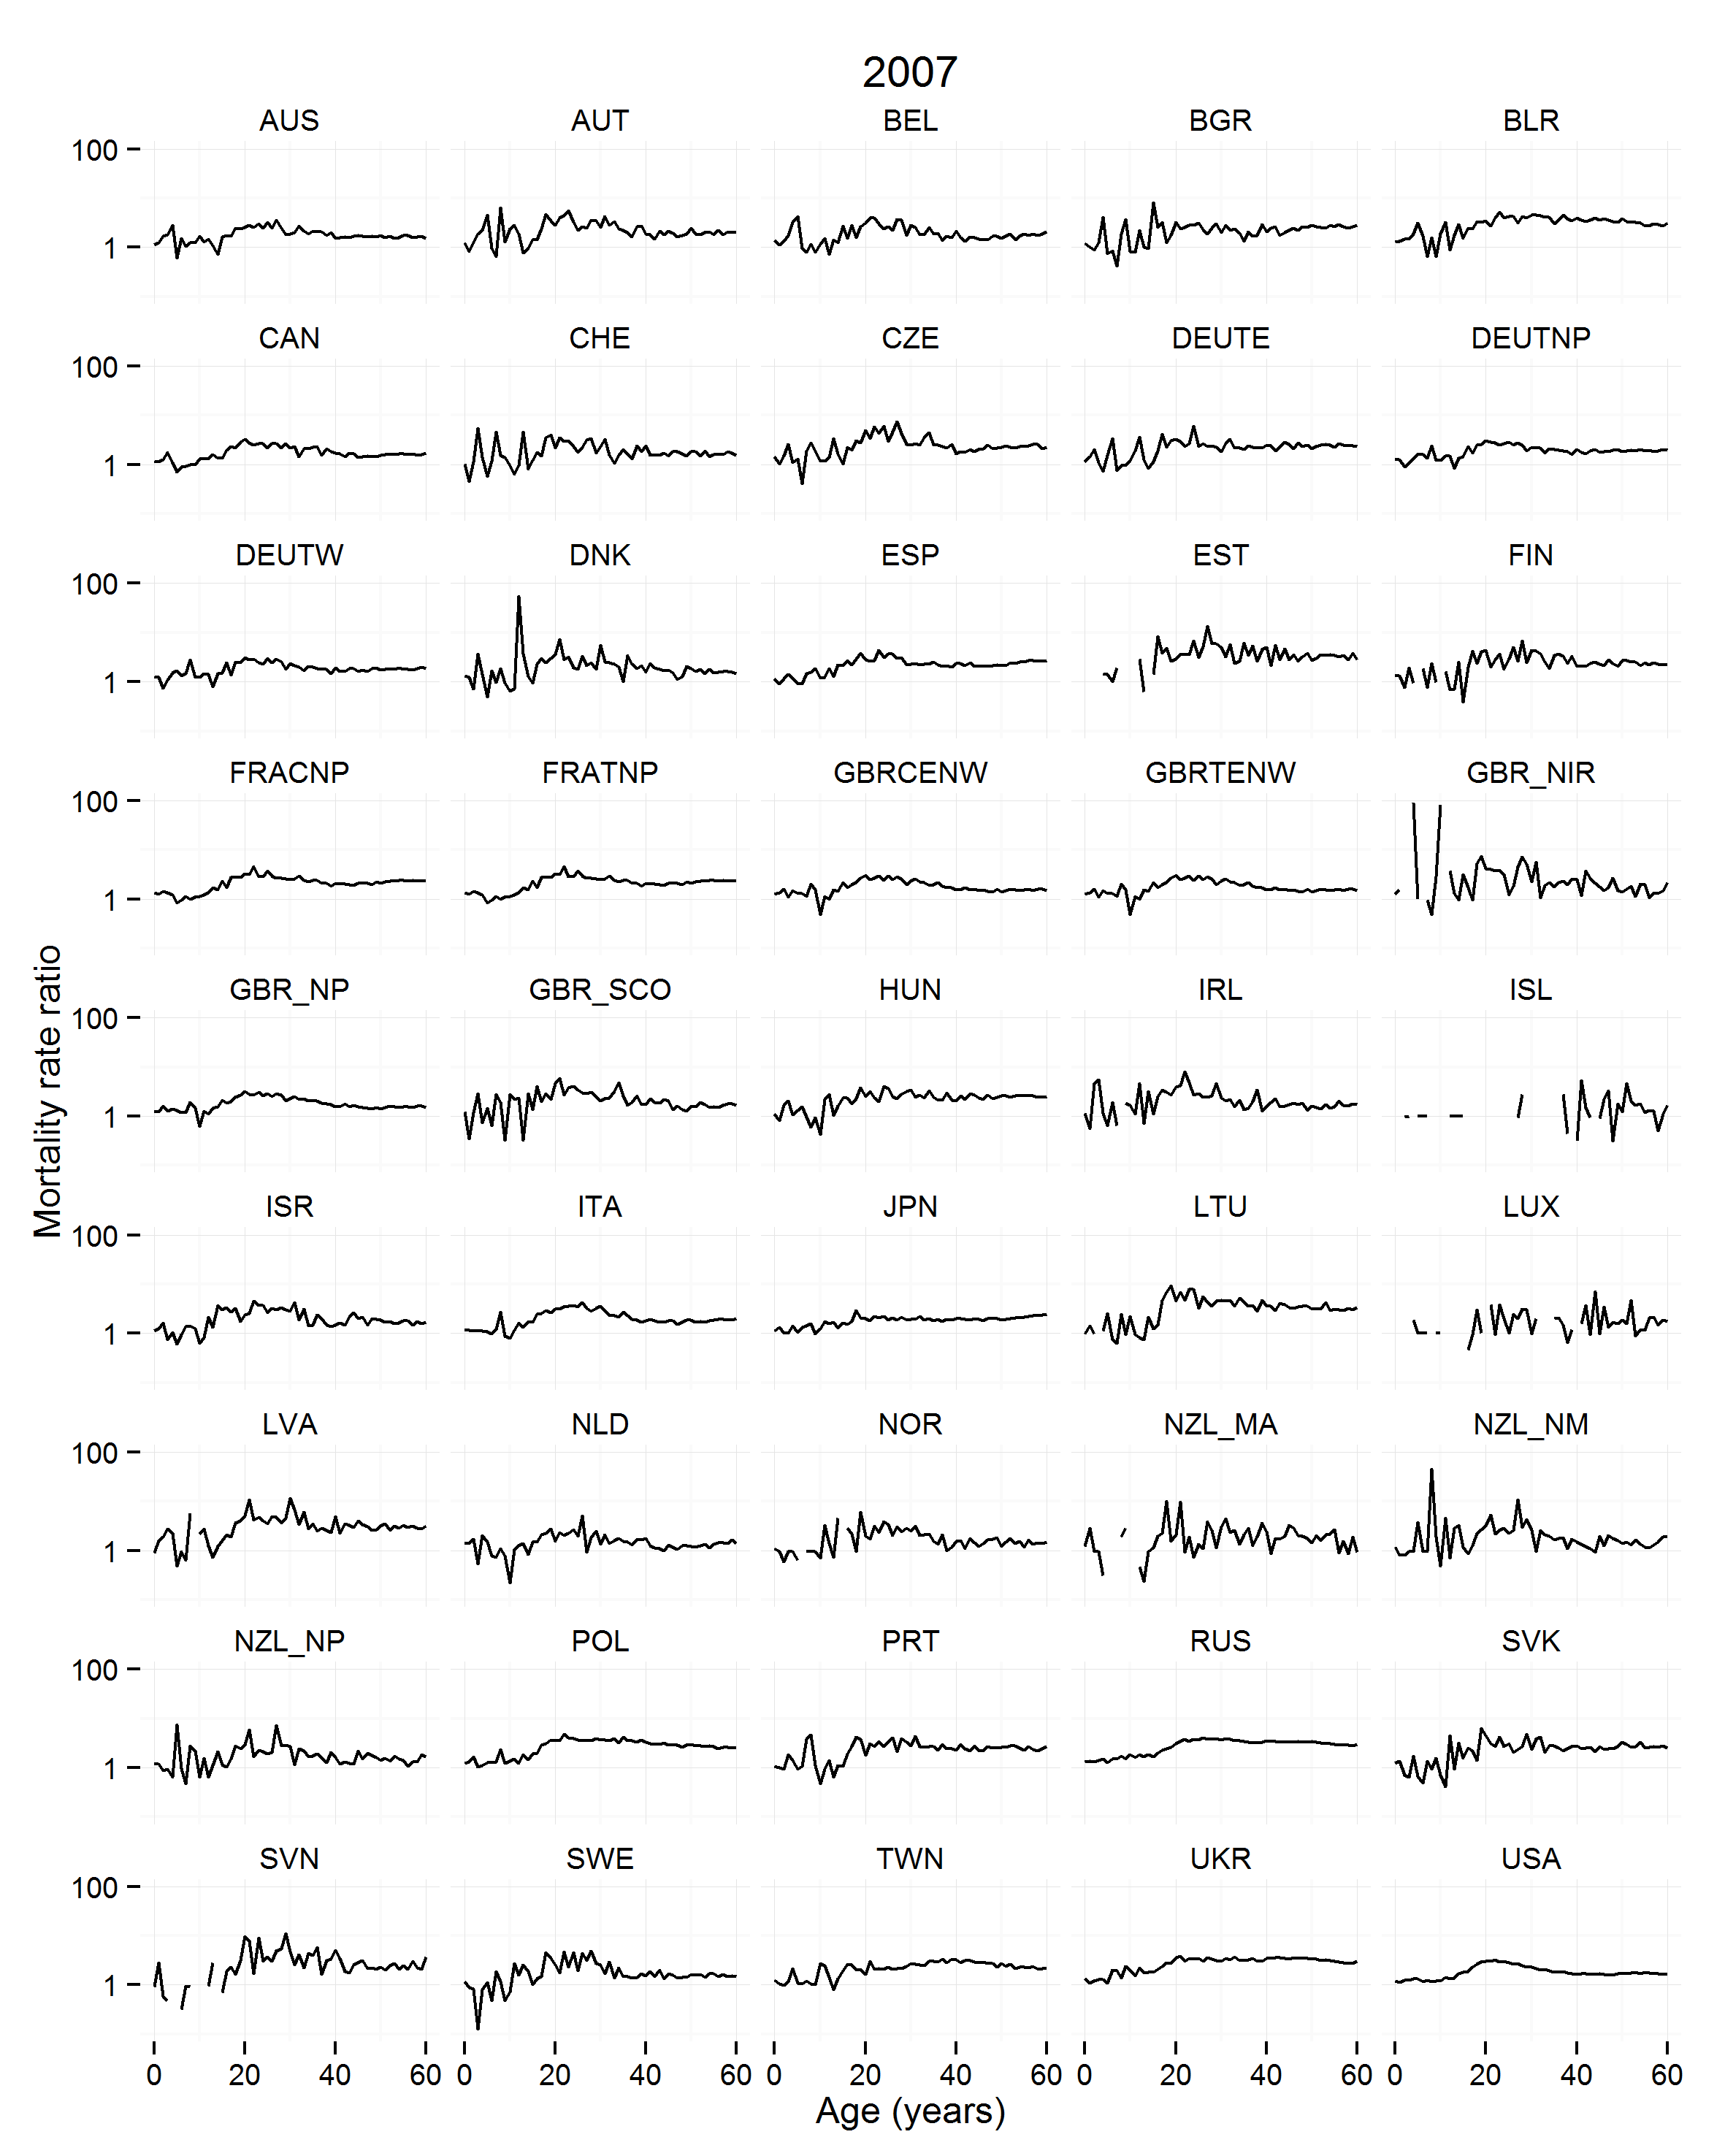 2007
AUS AUT BEL BGR BLR
100
1
CAN CHE CZE DEUTE DEUTNP
100
1
DEUTW DNK ESP EST FIN
100
1
FRACNP FRATNP GBRCENW GBRTENW GBR_NIR
100
1
GBR_NP GBR_SCO HUN IRL ISL
100
1
Mortality rate ratio
ISR ITA JPN LTU LUX
100
1
LVA NLD NOR NZL_MA NZL_NM
100
1
NZL_NP POL PRT RUS SVK
100
1
SVN SWE TWN UKR USA
100
1
0 20 40 60 0 20 40 60 0 20 40 60 0 20 40 60 0 20 40 60
Age (years)